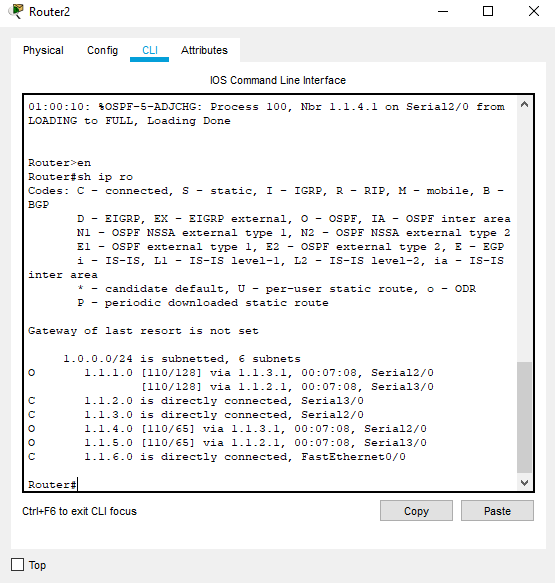 Router2
Physical Config CLI Attributes
IOS Command Line Interface
01:00:10: %OSPF-5-ADJCHG: Process 100, Nbr 1.1.4.1 on Serial2/0 from
LOADING to FULL, Loading Done
Router>en
Router#sh ip ro
Codes: C - connected, S - static, I - IGRP, R - RIP, M - mobile, B -
BGP
D - EIGRP, EX - EIGRP external, O - OSPF, IA - OSPF inter area
N1 - OSPF NSSA external type 1, N2 - OSPF NSSA external type 2
E1 - OSPF external type 1, E2 - OSPF external type 2, E - EGP
i - IS-IS, L1 - IS-IS level-1, L2 - IS-IS level-2, ia - IS-IS
inter area
* - candidate default, U - per-user static route, o - ODR
P - periodic downloaded static route
Gateway of last resort is not set
1.0.0.0/24 is subnetted, 6 subnets
O 1.1.1.0 [110/128] via 1.1.3.1, 00:07:08, Serial2/0
[110/128] via 1.1.2.1, 00:07:08, Serial3/0
C 1.1.2.0 is directly connected, Serial3/0
C 1.1.3.0 is directly connected, Serial2/0
O 1.1.4.0 [110/65] via 1.1.3.1, 00:07:08, Serial2/0
O 1.1.5.0 [110/65] via 1.1.2.1, 00:07:08, Serial3/0
C 1.1.6.0 is directly connected, FastEthernet0/0
Router#
Ctrl+F6 to exit CLI focus
Copy Paste
Top